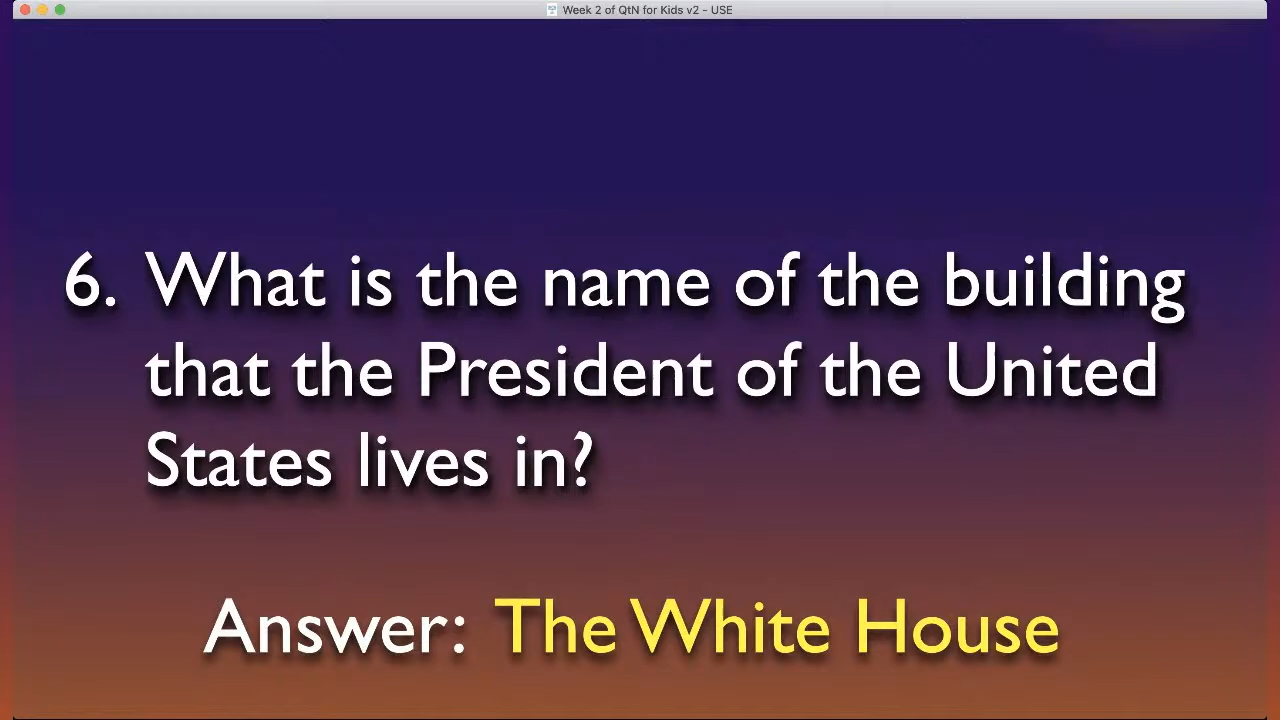 Week 2 of QtN for Kids v2 - USE
6. What is the name of the building
that the President of the United
States lives in?
Answer: The White House